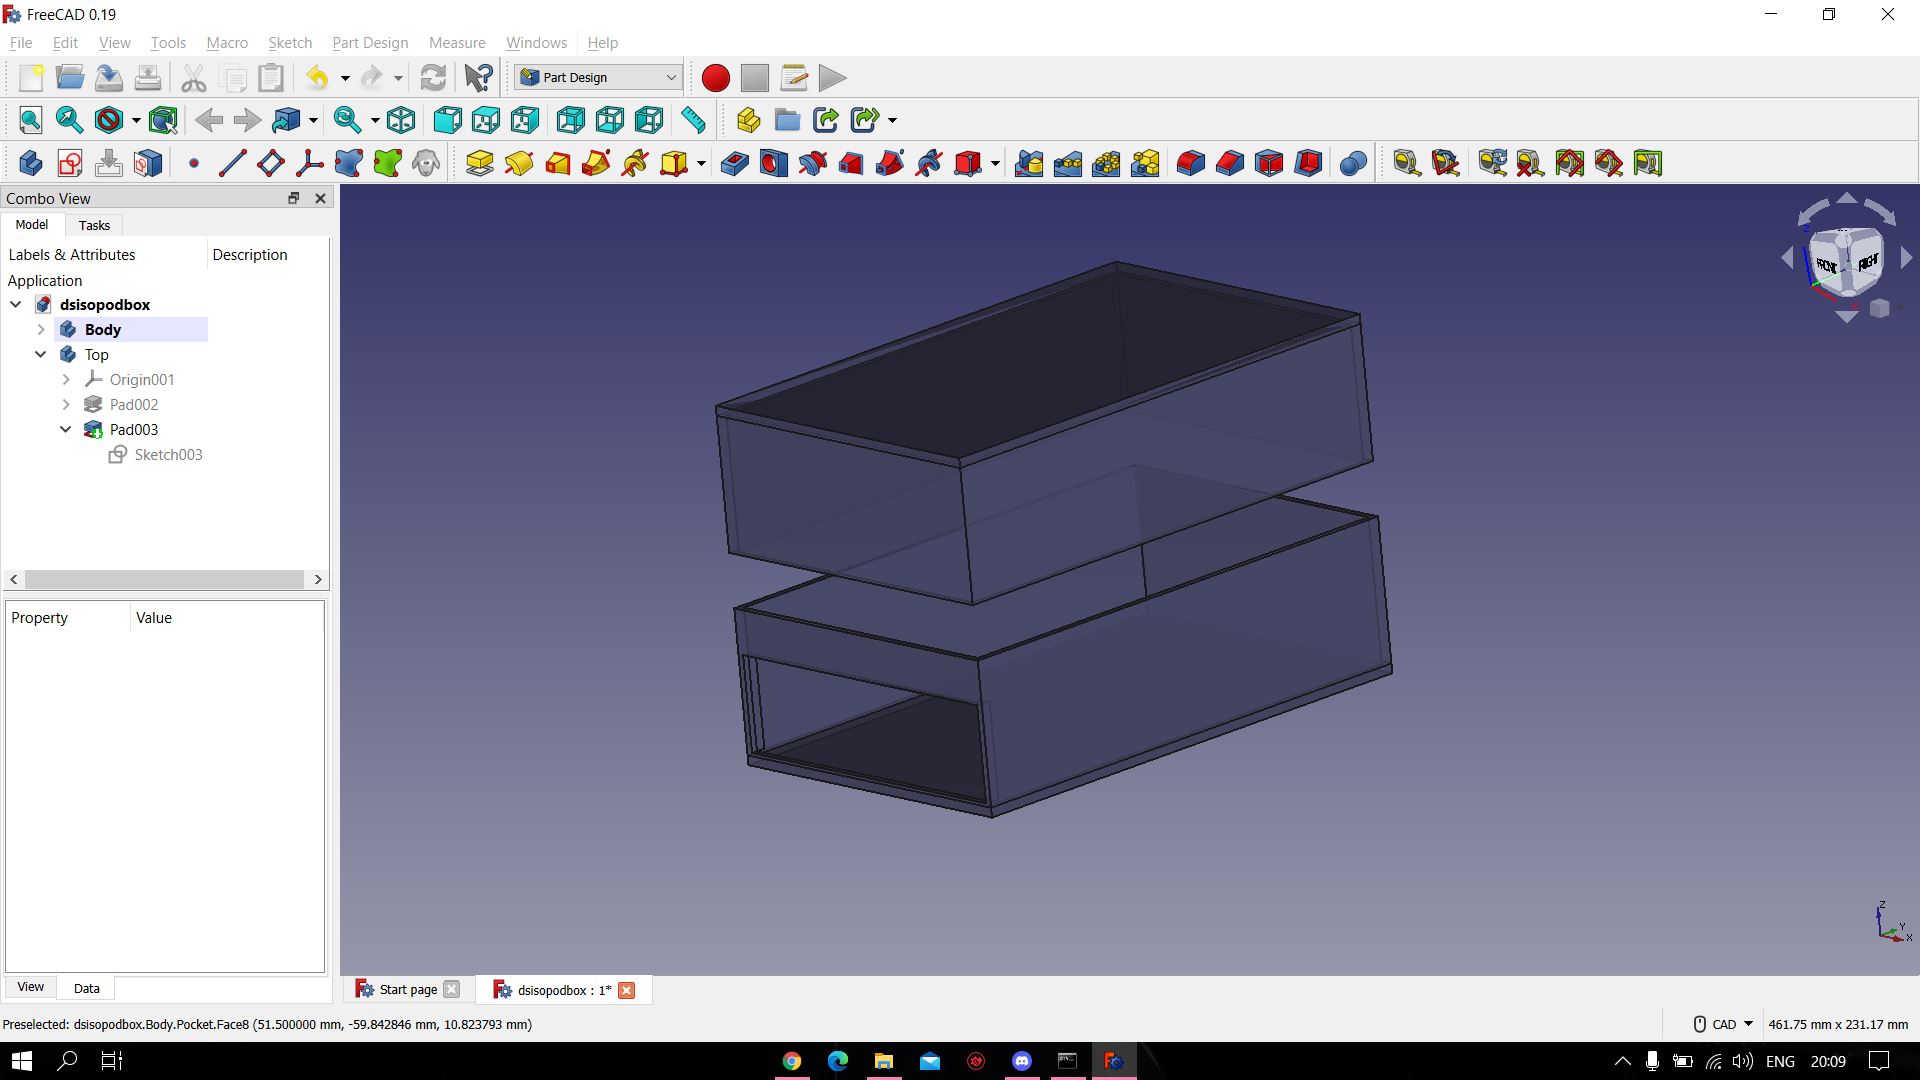 FreeCAD 0.19
File Edit View Tools Macro Sketch Part Design Measure Windows Help
Part Design
Combo View
Model Tasks
Labels & Attributes Description
Application
dsisopodbox
Body
Top
Origin001
Pad002
Pad003
Sketch003
Property Value
View Data
FRONT RIGHT
Z
X
Z
Y
X
Start page dsisopodbox : 1*
Preselected: dsisopodbox.Body.Pocket.Face8 (51.500000 mm, -59.842846 mm, 10.823793 mm)
CAD 461.75 mm x 231.17 mm
ENG 20:09